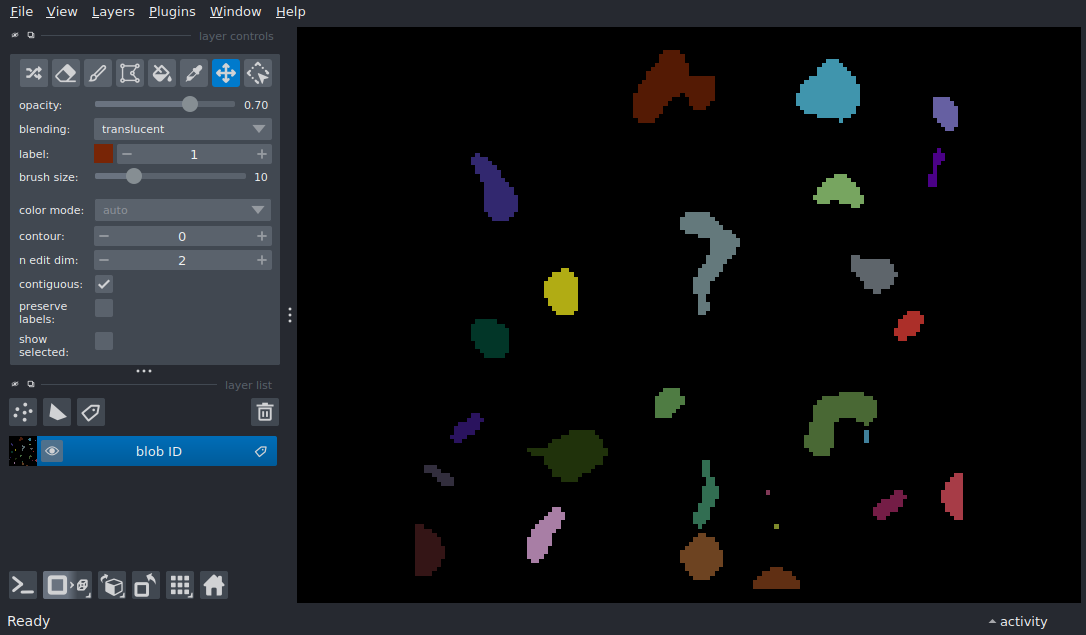 File View Layers Plugins Window Help
layer controls
opacity: 0.70
blending: translucent
label: 1
brush size: 10
color mode: auto
contour: 0
n edit dim: 2
contiguous:
preserve
labels:
show
selected:
layer list
blob ID
Ready
activity